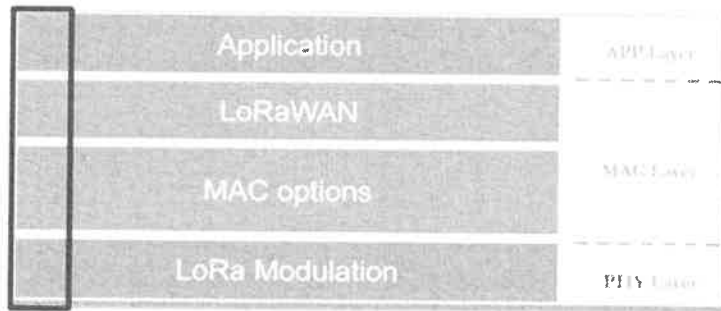 Application
APP Layer
LoRaWAN
MAC options
MAC Layer
LoRa Modulation
PHY Layer